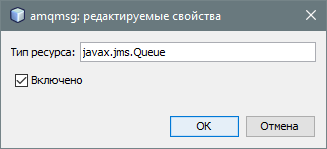 amqmsg: редактируемые свойства
Тип ресурса: javax.jms.Queue
Включено
OK Отмена